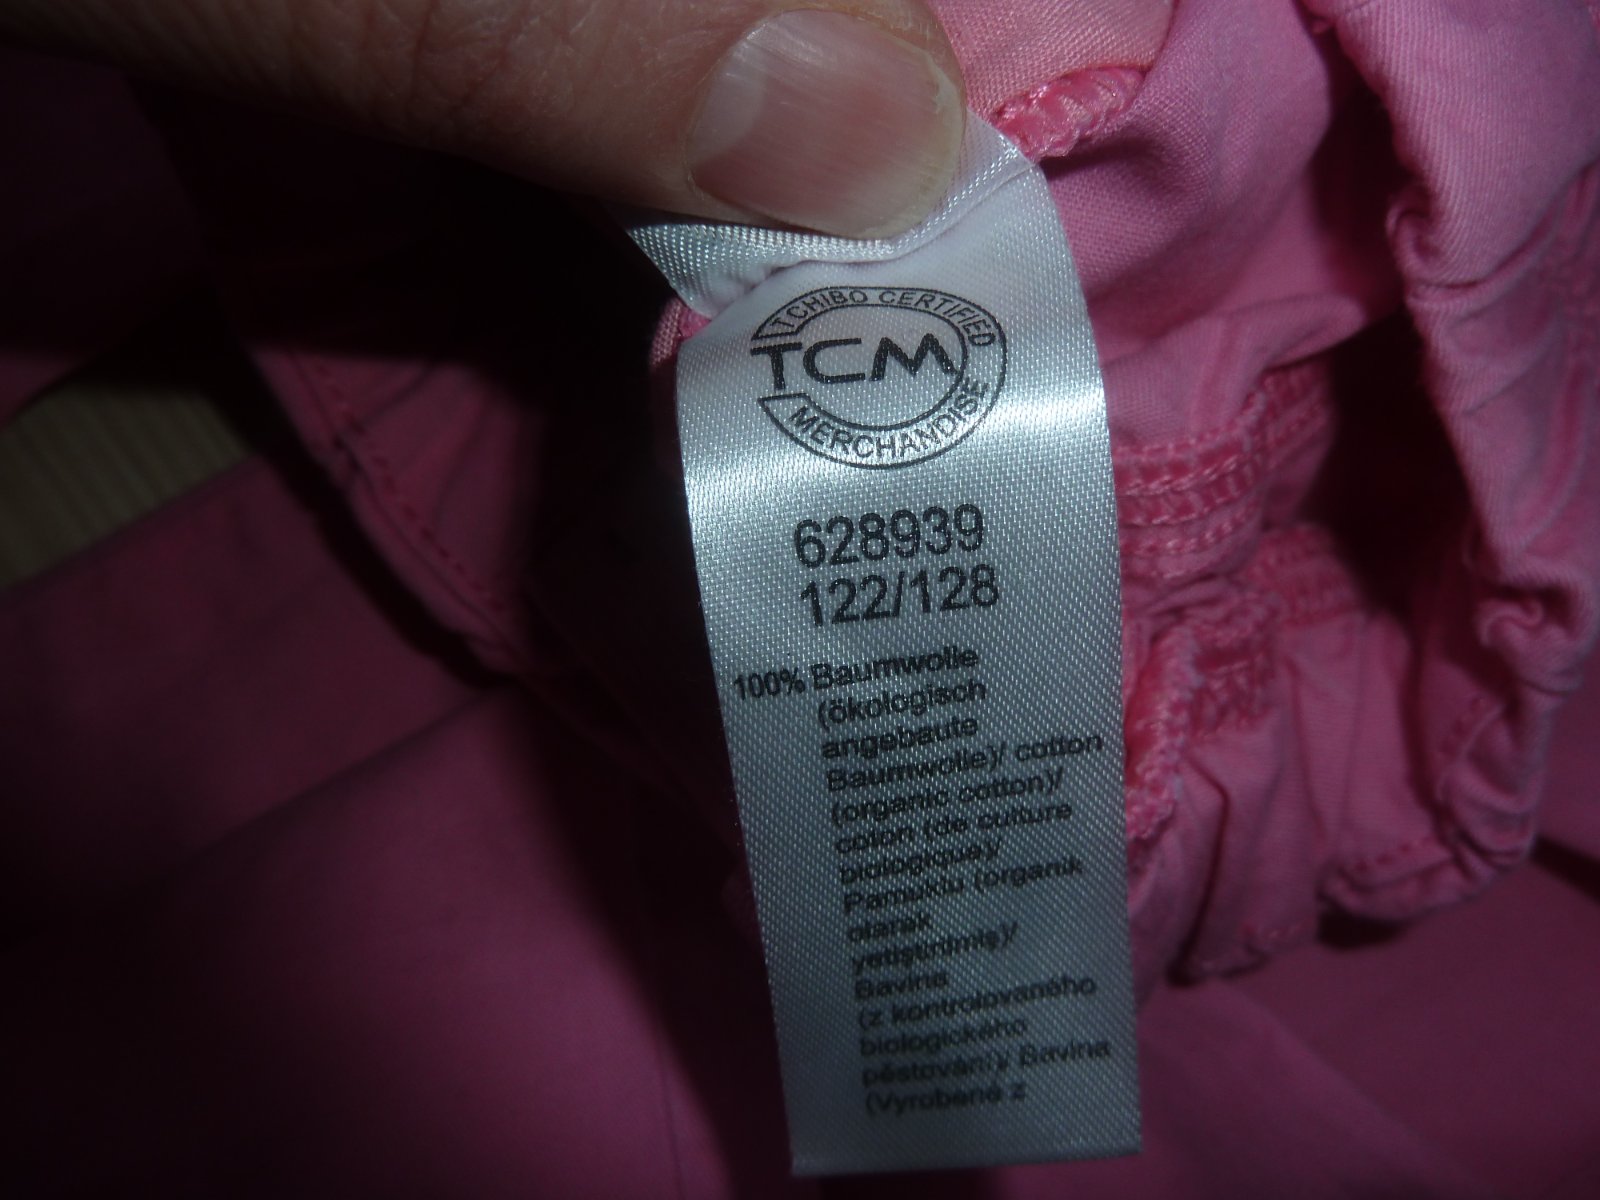 TCHIBO CERTIFIED
TCM
MERCHANDISE
628939
122/128
100% Baumwolle
(ökologisch
angebaute
Baumwolle)/ cotton
(organic cotton)/
coton (de culture
biologique)/
Pamuklu (organik
olarak
yetiştirilmiş)/
Bavlna
(z kontrolovaného
biologického
pěstování)/ Bavlna
(Vyrobené z